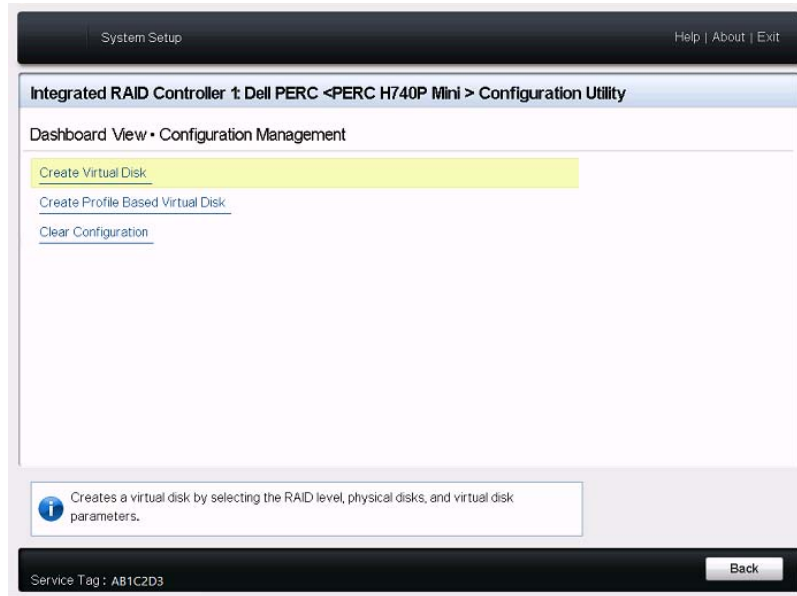 System Setup
Help | About | Exit
Integrated RAID Controller 1: Dell PERC <PERC H740P Mini > Configuration Utility
Dashboard View • Configuration Management
Create Virtual Disk
Create Profile Based Virtual Disk
Clear Configuration
Creates a virtual disk by selecting the RAID level, physical disks, and virtual disk
parameters.
Back
Service Tag : AB1C2D3